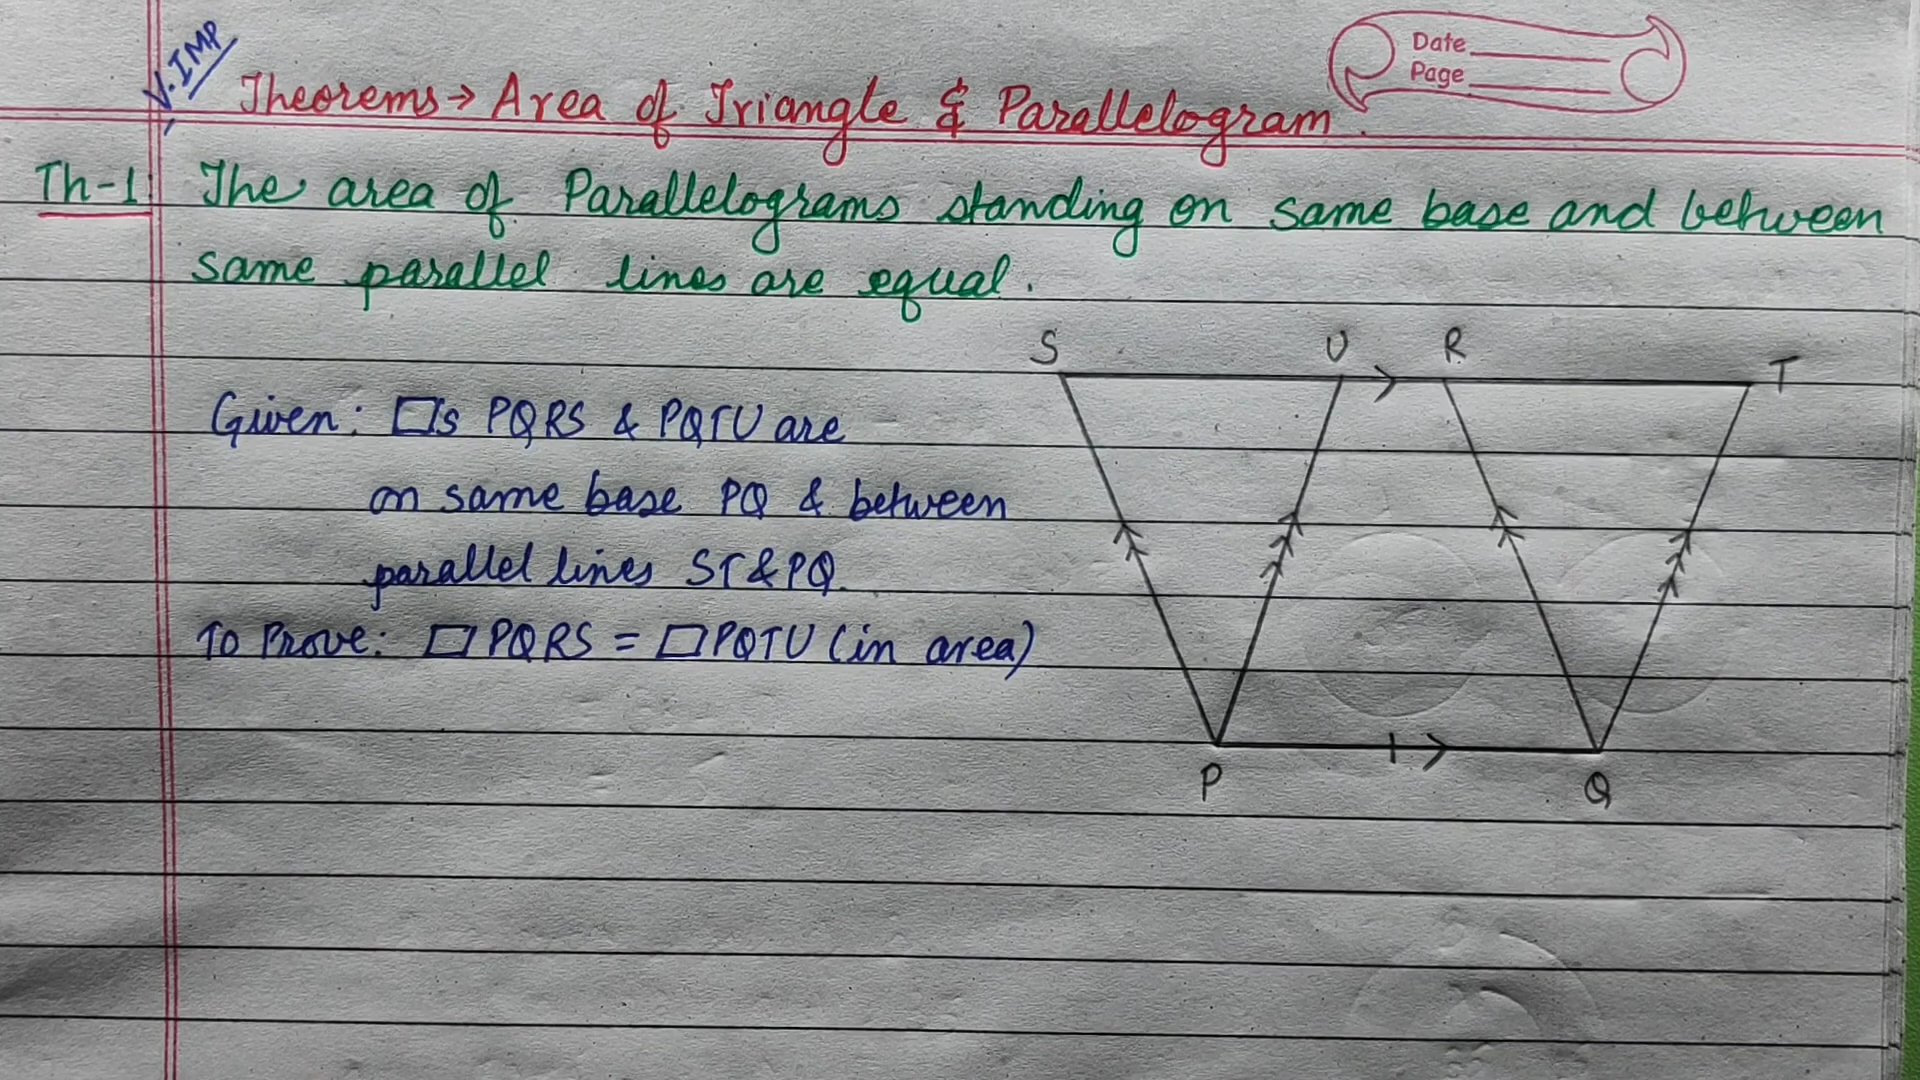 V. IMP
Date
Page
Theorems → Area of Triangle & Parallelogram.
Th-1 The area of Parallelograms standing on same base and between
same parallel lines are equal.
S U R T
Given: ▱s PQRS & PQTU are
on same base PQ & between
parallel lines ST & PQ.
To Prove: ▱PQRS = ▱PQTU (in area)
P Q